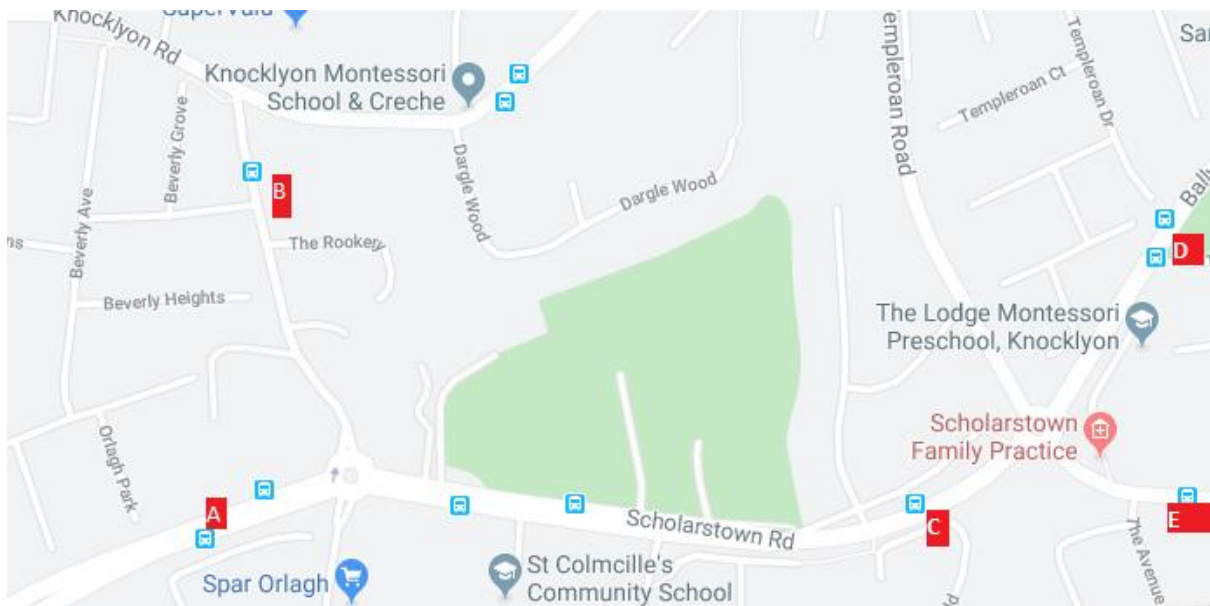 Knocklyon Rd
Knocklyon Montessori
School & Creche
Templeroan Ct
Templeroan Dr
Beverly Grove
B
Dargle Wood
Dargle Wood
Beverly Ave
The Rookery
D
Beverly Heights
The Lodge Montessori
Preschool, Knocklyon
Scholarstown
Family Practice
Orlagh Park
A
Scholarstown Rd
C
E
The Avenue
St Colmcille's
Community School
Spar Orlagh